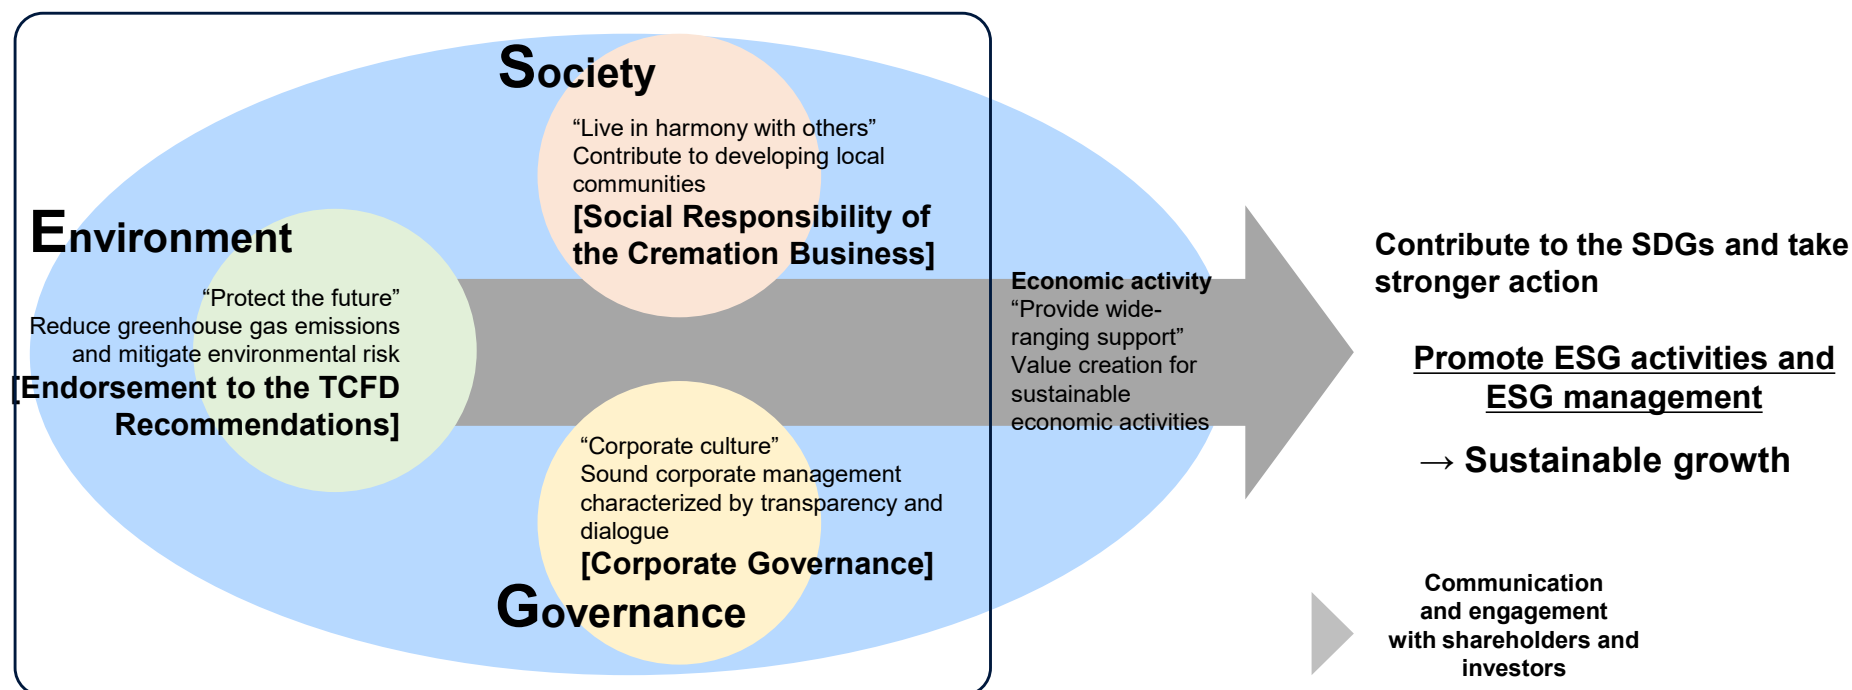 Society
“Live in harmony with others”
Contribute to developing local
communities
[Social Responsibility of
the Cremation Business]
Environment
“Protect the future”
Reduce greenhouse gas emissions
and mitigate environmental risk
[Endorsement to the TCFD
Recommendations]
“Corporate culture”
Sound corporate management
characterized by transparency and
dialogue
[Corporate Governance]
Governance
Economic activity
“Provide wide-
ranging support”
Value creation for
sustainable
economic activities
Contribute to the SDGs and take
stronger action
Promote ESG activities and
ESG management
→ Sustainable growth
Communication
and engagement
with shareholders and
investors